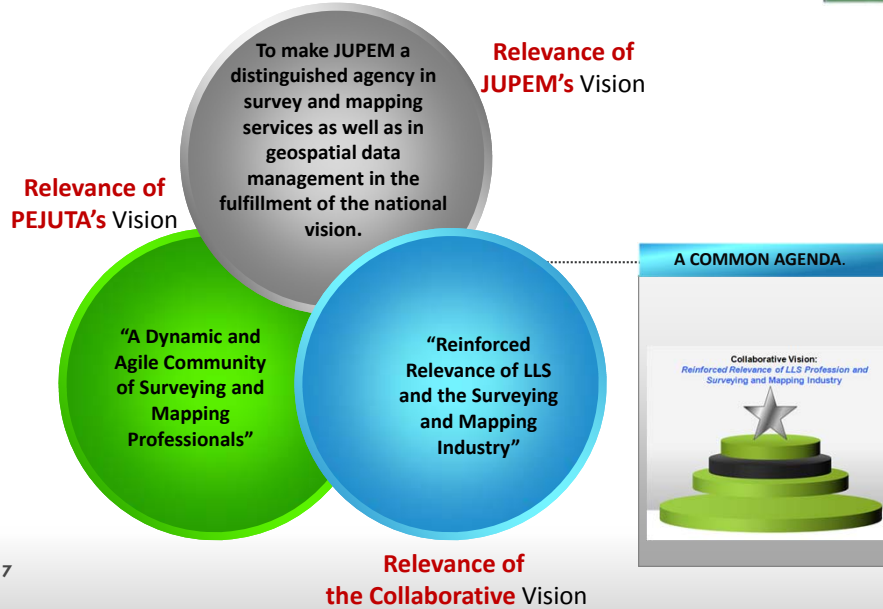 To make JUPEM a
distinguished agency in
survey and mapping
services as well as in
geospatial data
management in the
fulfillment of the national
vision.
Relevance of
JUPEM's Vision
Relevance of
PEJUTA's Vision
“A Dynamic and
Agile Community
of Surveying and
Mapping
Professionals”
“Reinforced
Relevance of LLS
and the Surveying
and Mapping
Industry”
A COMMON AGENDA.
Collaborative Vision:
Reinforced Relevance of LLS Profession and
Surveying and Mapping Industry
Relevance of
the Collaborative Vision
7